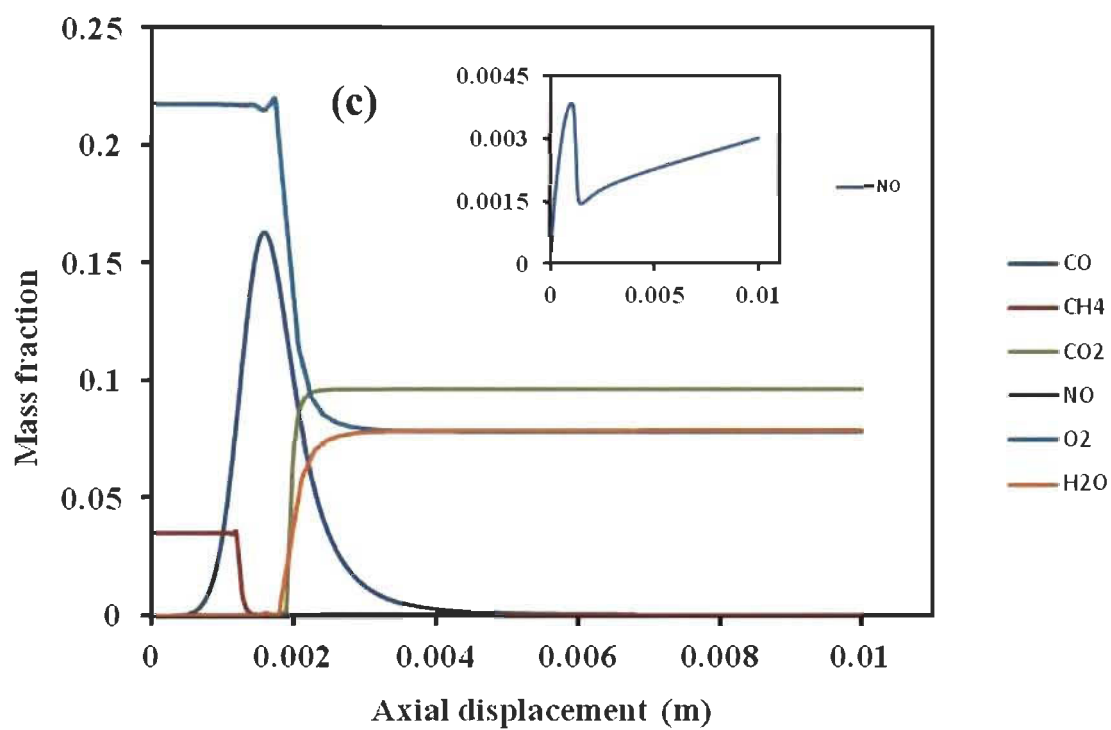 (c)
Mass fraction
0.25
0.2
0.15
0.1
0.05
0
0 0.002 0.004 0.006 0.008 0.01
Axial displacement (m)
0.0045
0.003
0.0015
0
0 0.005 0.01
NO
CO
CH4
CO2
NO
O2
H2O